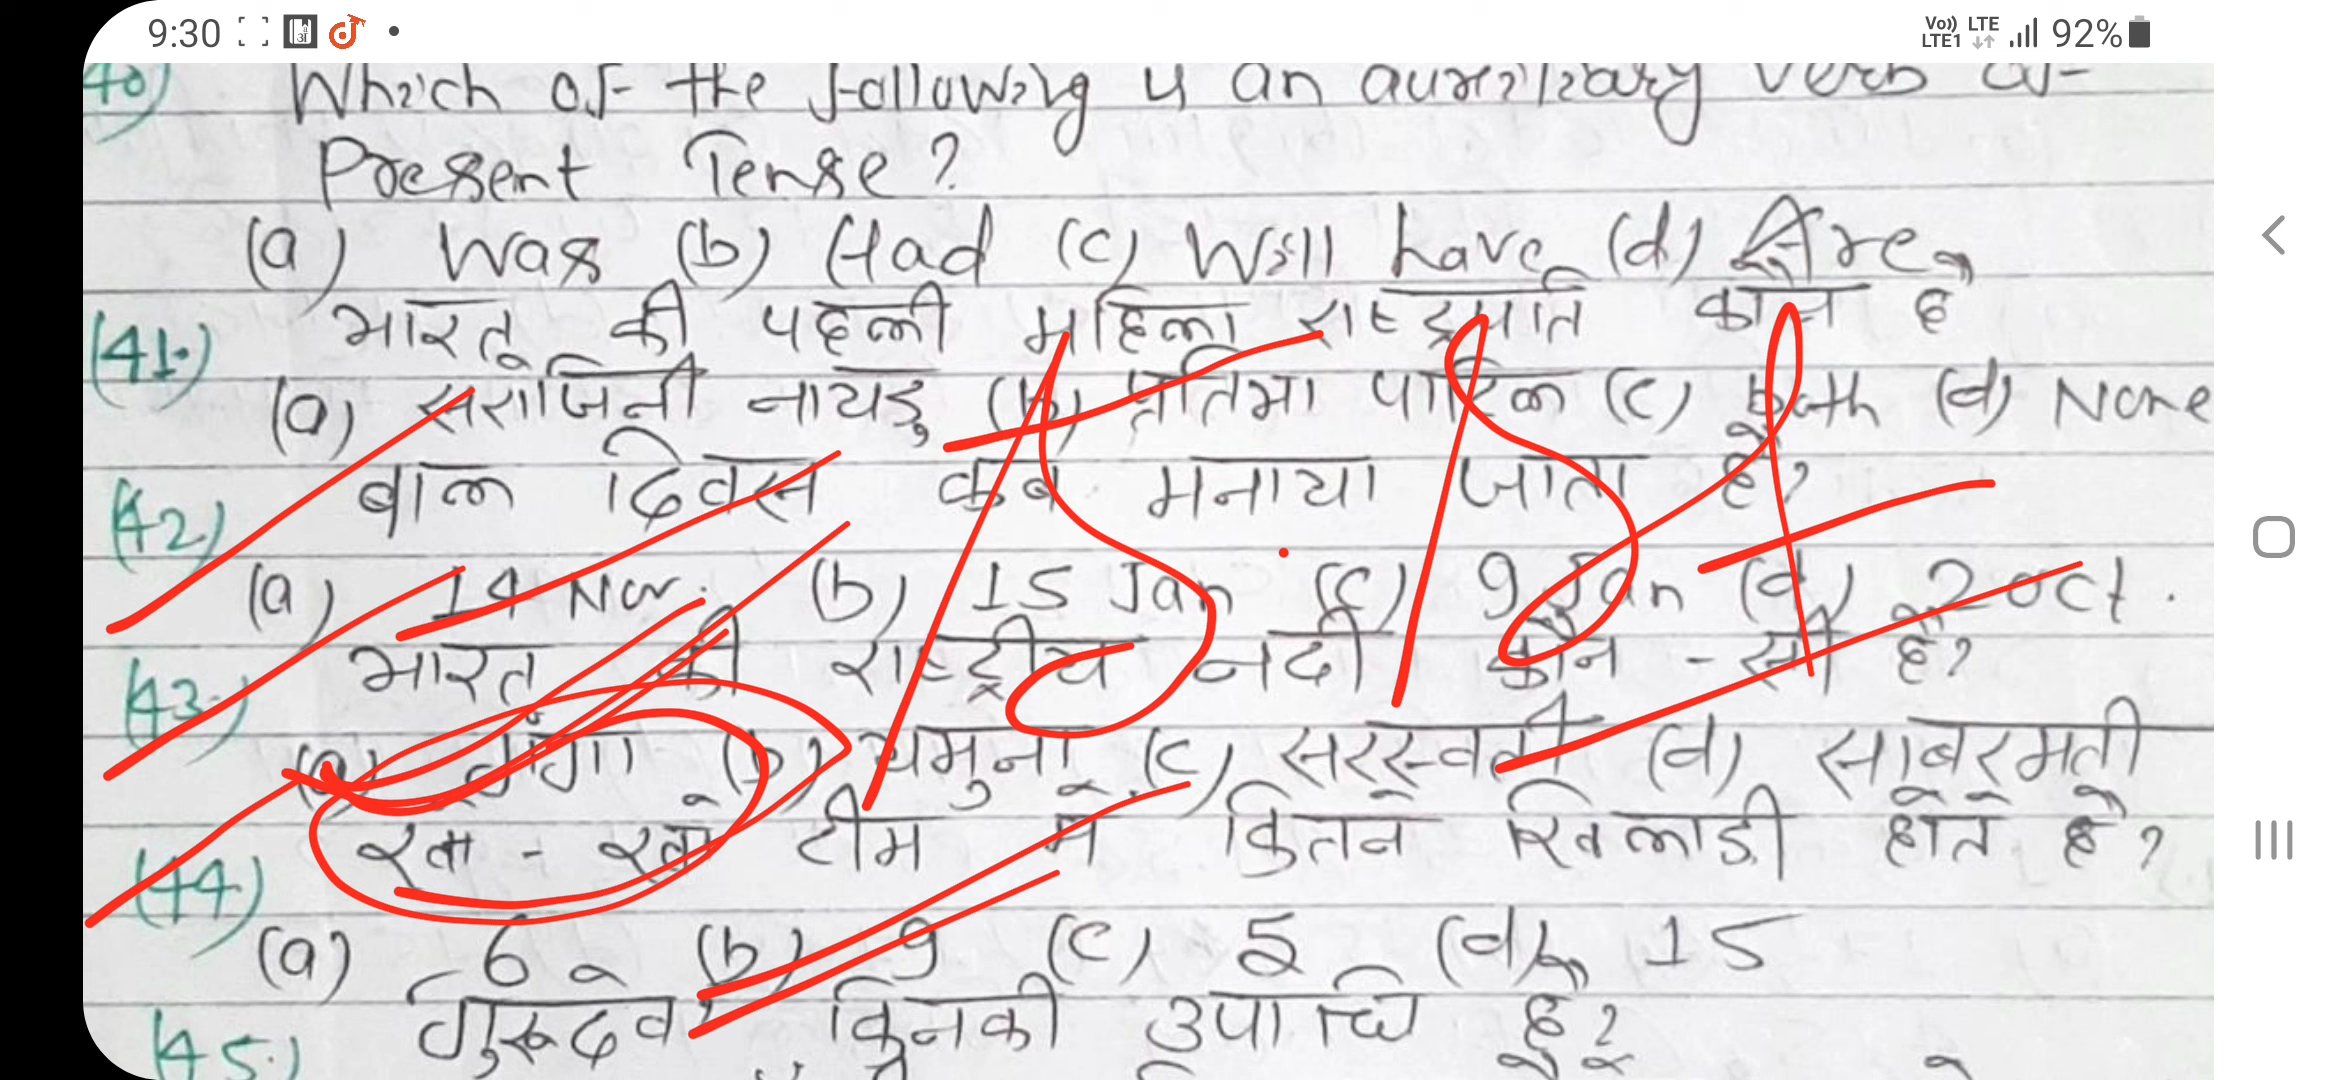 9:30 Vo)) LTE LTE1 92%
40) Which of the following is an auxiliary verb of
Present Tense?
(a) Was (b) Had (c) Will have (d) Are
(41.) भारत की पहली महिला राष्ट्रपति कौन है
(a) सरोजिनी नायडु (b) प्रतिभा पाटिल (c) both (d) None
(42) बाल दिवस कब मनाया जाता है?
(a) 14 Nov. (b) 15 Jan (c) 9 Jan (d) 2 oct.
(43) भारत की राष्ट्रीय नदी कौन - सी है?
(a) गंगा (b) यमुना (c) सरस्वती (d) साबरमती
(44) खो - खो टीम में कितने खिलाडी होते है?
(a) 6 (b) 9 (c) 5 (d) 15
(45.) गुरूदेव किनकी उपाधि है?